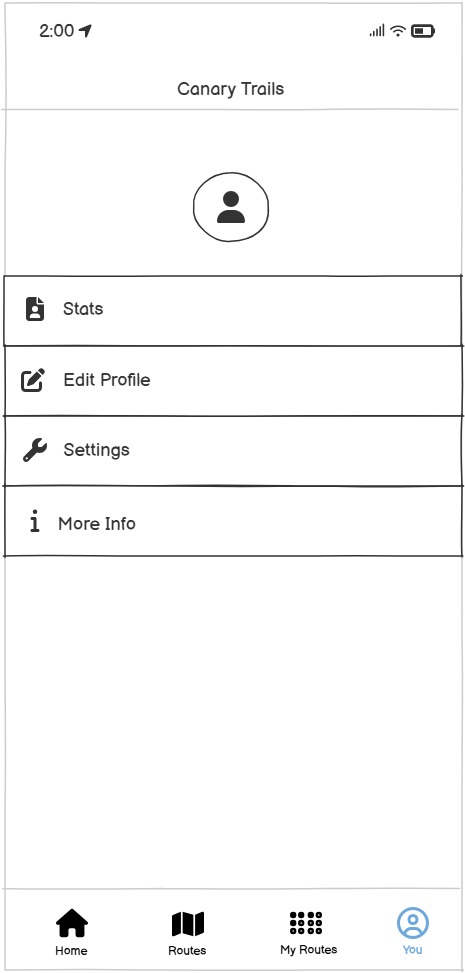 2:00
Canary Trails
Stats
Edit Profile
Settings
More Info
Home
Routes
My Routes
You